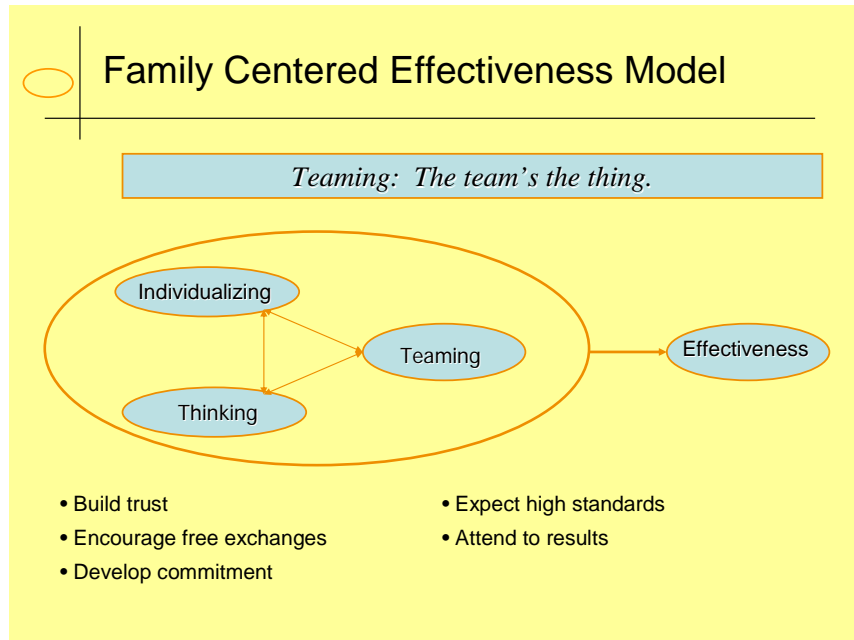 Family Centered Effectiveness Model
Teaming:  The team’s the thing.
Individualizing
Teaming
Effectiveness
Thinking
• Build trust
• Encourage free exchanges
• Develop commitment
• Expect high standards
• Attend to results